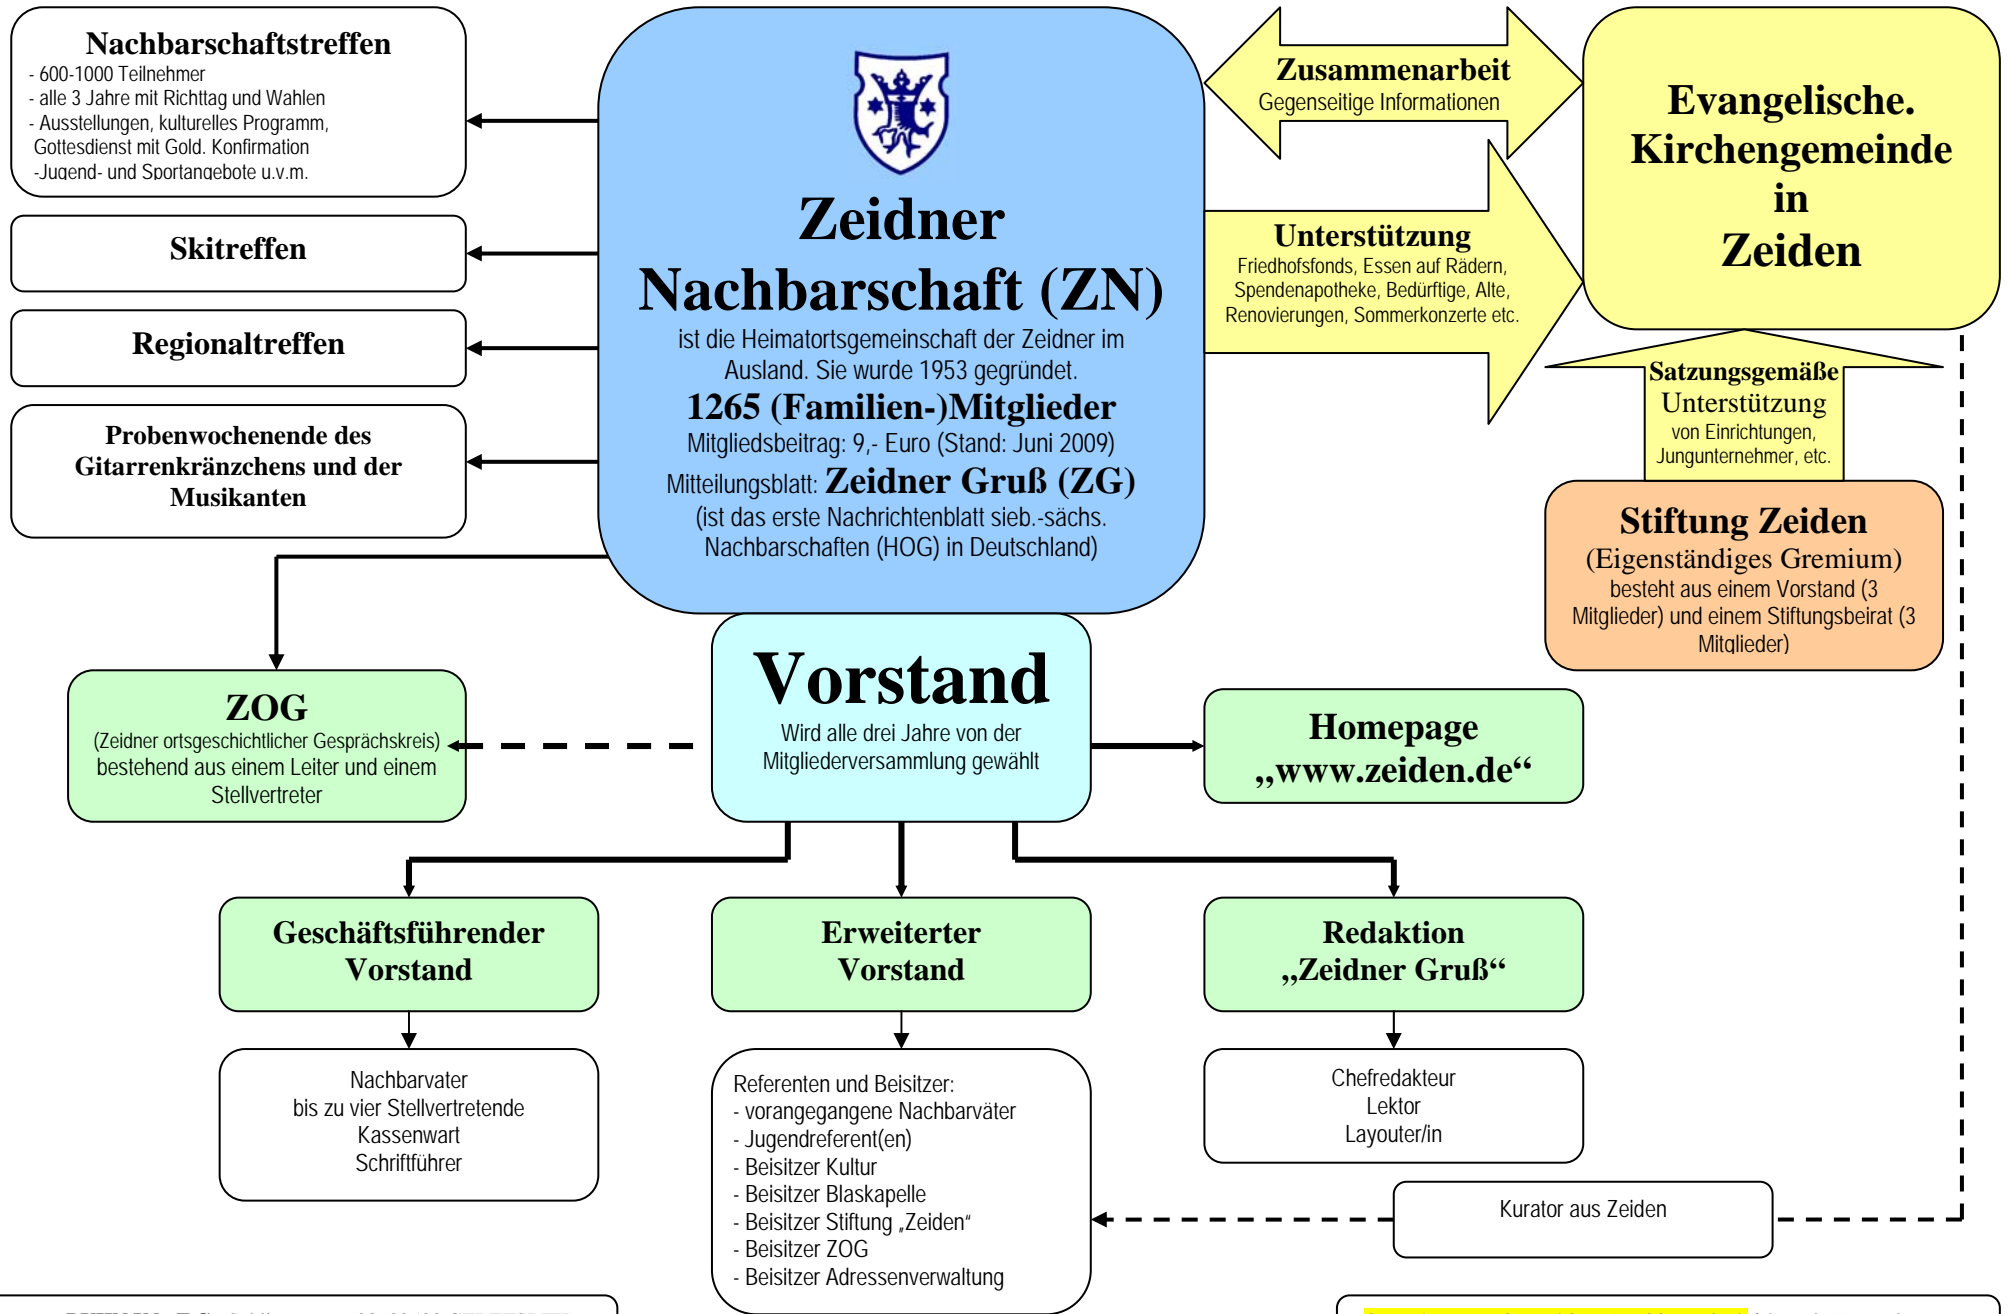 Nachbarschaftstreffen
- 600-1000 Teilnehmer
- alle 3 Jahre mit Richttag und Wahlen
- Ausstellungen, kulturelles Programm,
Gottesdienst mit Gold. Konfirmation
-Jugend- und Sportangebote u.v.m.
Skitreffen
Regionaltreffen
Probenwochenende des
Gitarrenkränzchens und der
Musikanten
Zeidner
Nachbarschaft (ZN)
ist die Heimatortsgemeinschaft der Zeidner im
Ausland. Sie wurde 1953 gegründet.
1265 (Familien-)Mitglieder
Mitgliedsbeitrag: 9,- Euro (Stand: Juni 2009)
Mitteilungsblatt: Zeidner Gruß (ZG)
(ist das erste Nachrichtenblatt sieb.-sächs.
Nachbarschaften (HOG) in Deutschland)
Zusammenarbeit
Gegenseitige Informationen
Unterstützung
Friedhofsfonds, Essen auf Rädern,
Spendenapotheke, Bedürftige, Alte,
Renovierungen, Sommerkonzerte etc.
Evangelische.
Kirchengemeinde
in
Zeiden
Satzungsgemäße
Unterstützung
von Einrichtungen,
Jungunternehmer, etc.
Stiftung Zeiden
(Eigenständiges Gremium)
besteht aus einem Vorstand (3
Mitglieder) und einem Stiftungsbeirat (3
Mitglieder)
ZOG
(Zeidner ortsgeschichtlicher Gesprächskreis)
bestehend aus einem Leiter und einem
Stellvertreter
Vorstand
Wird alle drei Jahre von der
Mitgliederversammlung gewählt
Homepage
„www.zeiden.de“
Geschäftsführender
Vorstand
Erweiterter
Vorstand
Redaktion
„Zeidner Gruß“
Nachbarvater
bis zu vier Stellvertretende
Kassenwart
Schriftführer
Referenten und Beisitzer:
- vorangegangene Nachbarväter
- Jugendreferent(en)
- Beisitzer Kultur
- Beisitzer Blaskapelle
- Beisitzer Stiftung „Zeiden“
- Beisitzer ZOG
- Beisitzer Adressenverwaltung
Chefredakteur
Lektor
Layouter/in
Kurator aus Zeiden